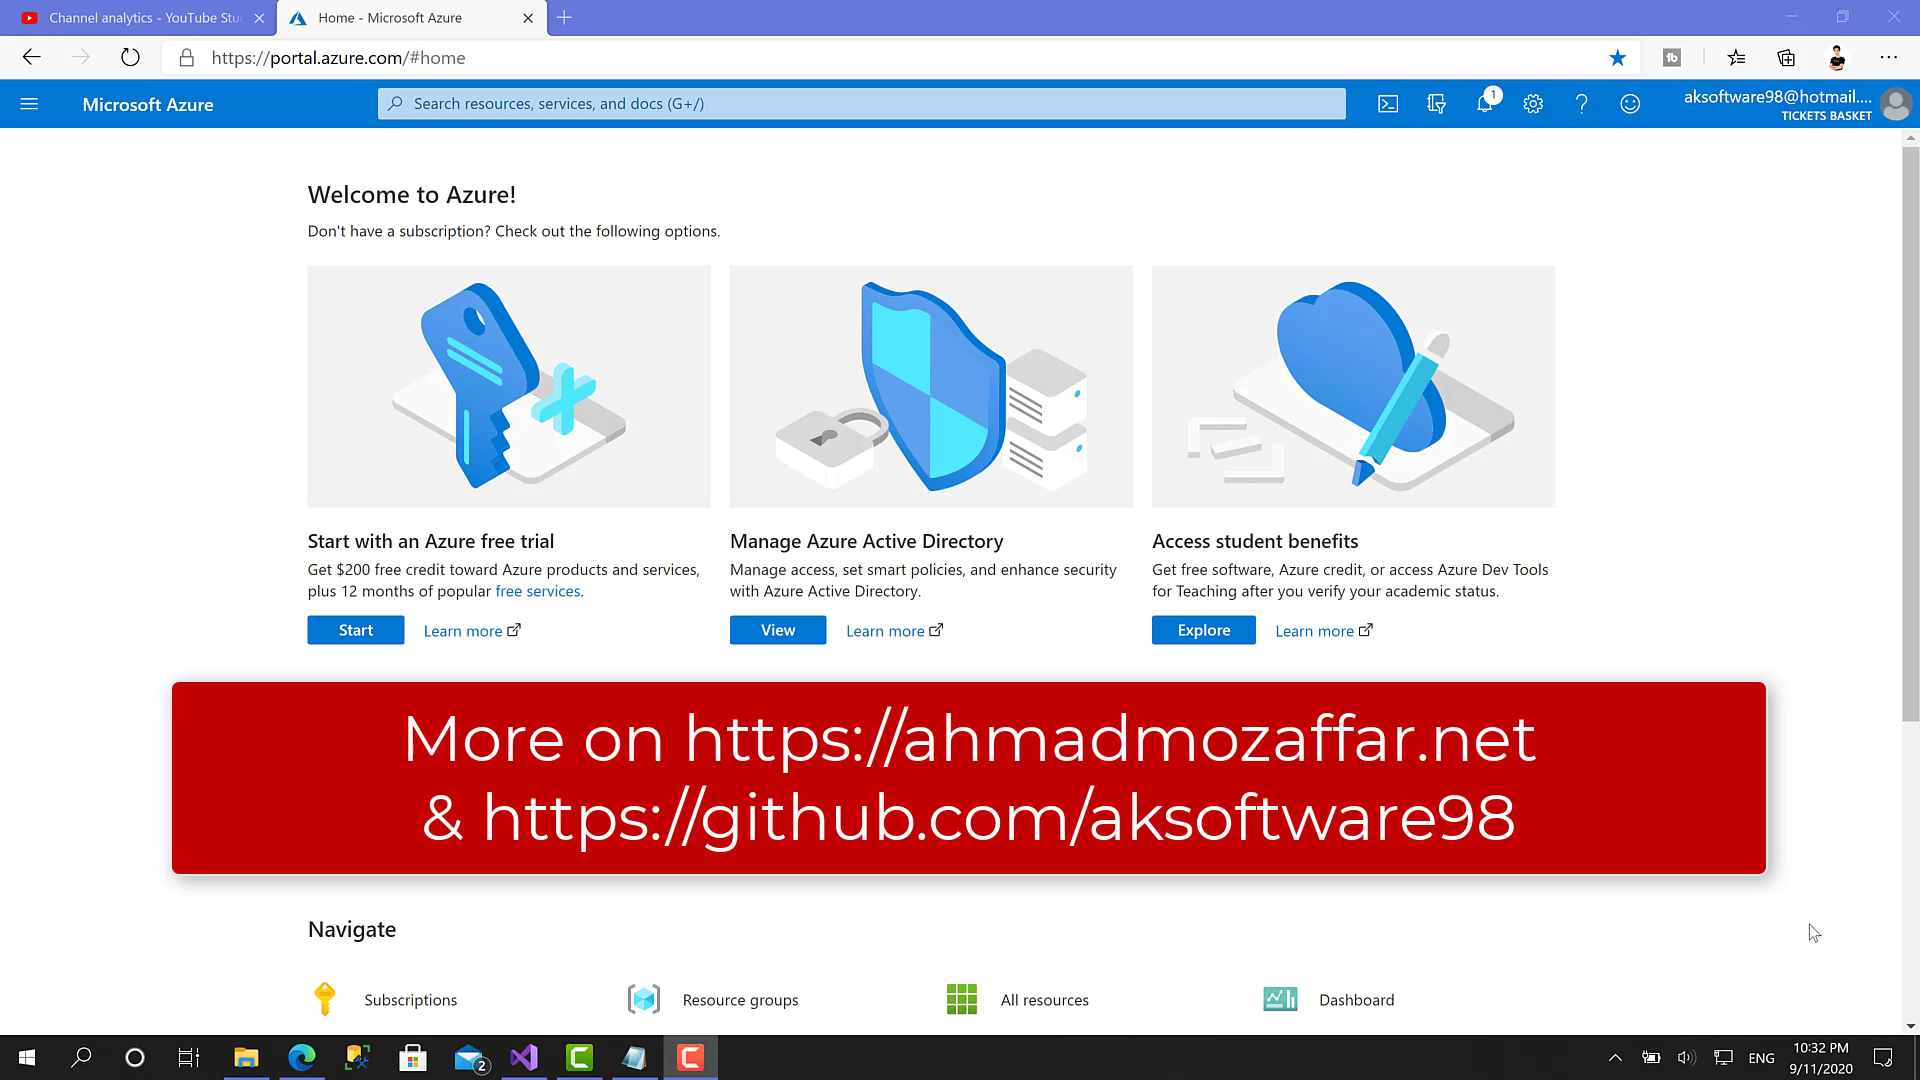 Channel analytics - YouTube Stu
Home - Microsoft Azure
https://portal.azure.com/#home
Microsoft Azure
Search resources, services, and docs (G+/)
1
aksoftware98@hotmail....
TICKETS BASKET
Welcome to Azure!
Don't have a subscription? Check out the following options.
Start with an Azure free trial
Get $200 free credit toward Azure products and services,
plus 12 months of popular free services.
Start
Learn more
Manage Azure Active Directory
Manage access, set smart policies, and enhance security
with Azure Active Directory.
View
Learn more
Access student benefits
Get free software, Azure credit, or access Azure Dev Tools
for Teaching after you verify your academic status.
Explore
Learn more
More on https://ahmadmozaffar.net
& https://github.com/aksoftware98
Navigate
Subscriptions
Resource groups
All resources
Dashboard
2
ENG
10:32 PM
9/11/2020